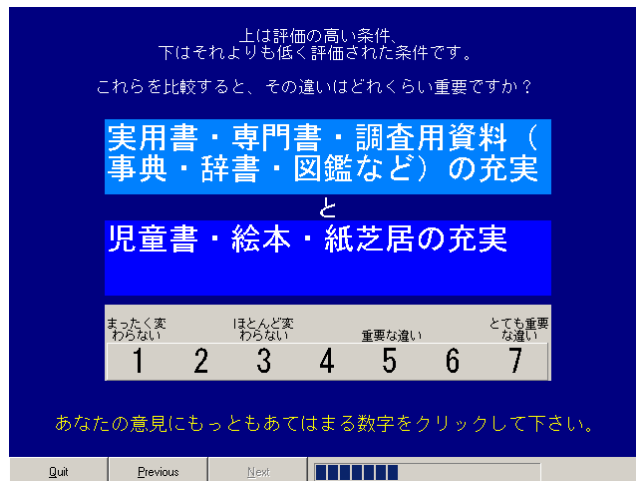 上は評価の高い条件、
下はそれよりも低く評価された条件です。
これらを比較すると、その違いはどれくらい重要ですか？
実用書・専門書・調査用資料（
事典・辞書・図鑑など）の充実
と
児童書・絵本・紙芝居の充実
まったく変
わらない
ほとんど変
わらない
重要な違い
とても重要
な違い
1 2 3 4 5 6 7
あなたの意見にもっともあてはまる数字をクリックして下さい。
Quit Previous Next